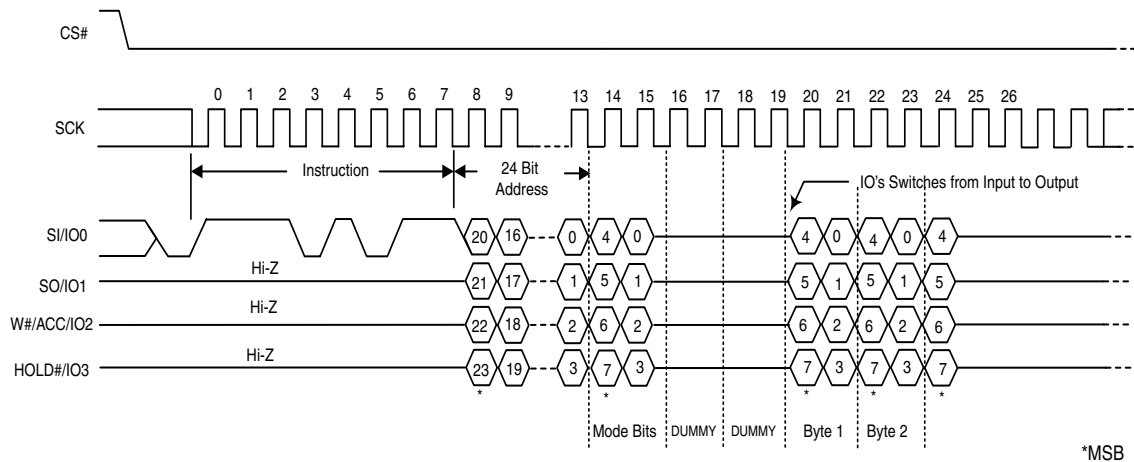 CS#
0 1 2 3 4 5 6 7 8 9 13 14 15 16 17 18 19 20 21 22 23 24 25 26
SCK
Instruction
24 Bit
Address
IO's Switches from Input to Output
SI/IO0 20 16 0 4 0 4 0 4 0 4
SO/IO1 Hi-Z 21 17 1 5 1 5 1 5 1 5
W#/ACC/IO2 Hi-Z 22 18 2 6 2 6 2 6 2 6
HOLD#/IO3 Hi-Z 23 19 3 7 3 7 3 7 3 7
* * * * *
Mode Bits DUMMY DUMMY Byte 1 Byte 2
*MSB